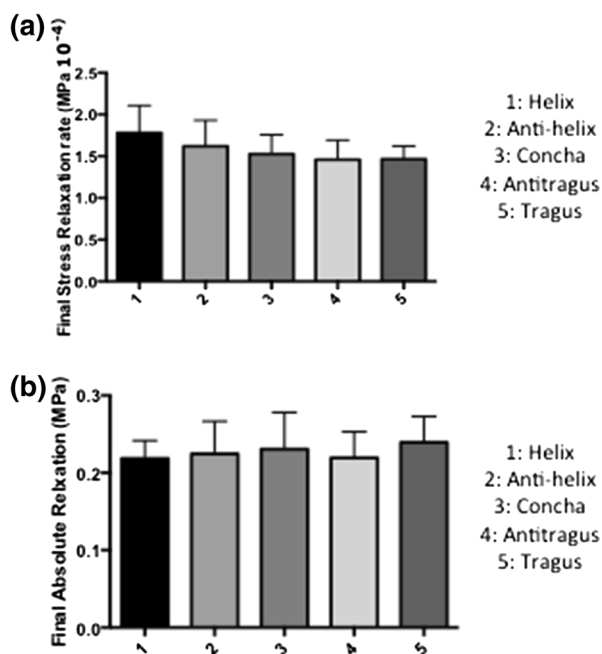 (a)
Final Stress Relaxation rate (MPa 10⁻⁴)
2.5
2.0
1.5
1.0
0.5
0.0
1 2 3 4 5
1: Helix
2: Anti-helix
3: Concha
4: Antitragus
5: Tragus
(b)
Final Absolute Relxation (MPa)
0.3
0.2
0.1
0.0
1 2 3 4 5
1: Helix
2: Anti-helix
3: Concha
4: Antitragus
5: Tragus